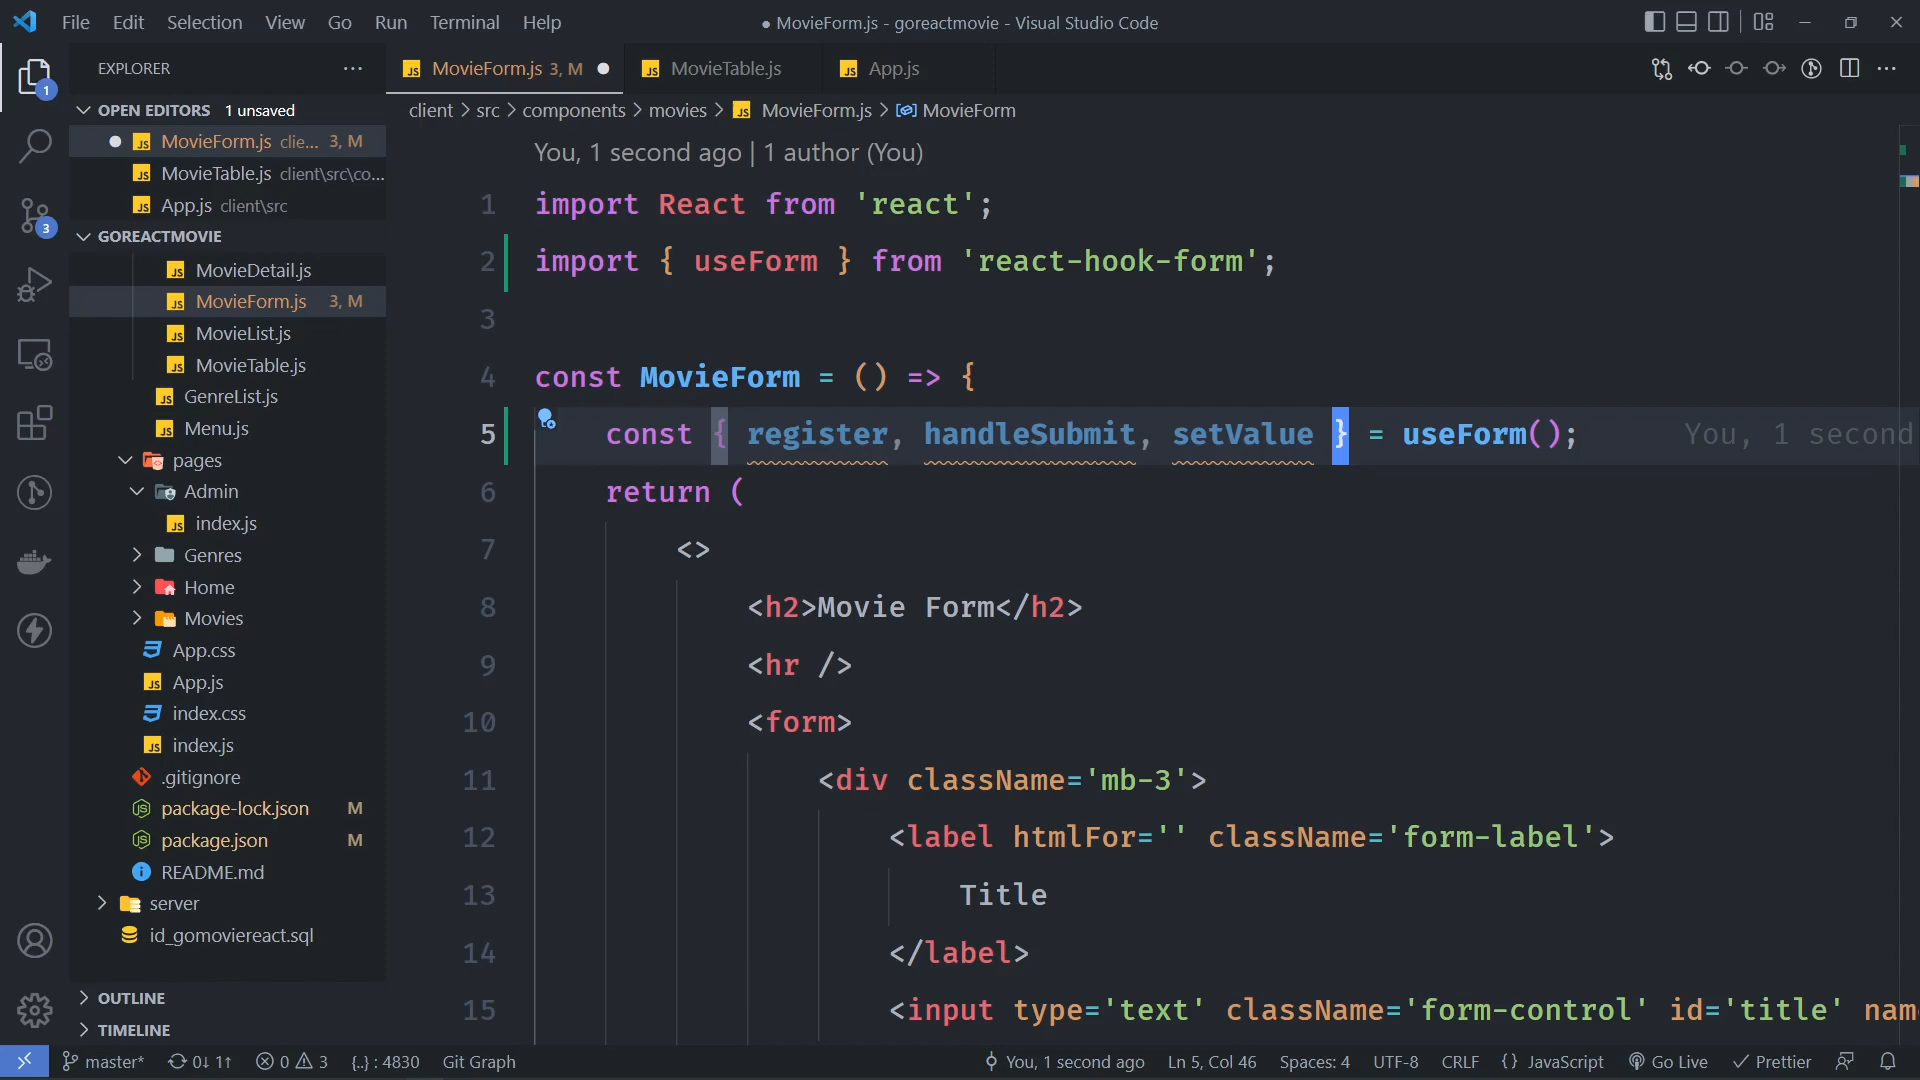 File Edit Selection View Go Run Terminal Help
● MovieForm.js - goreactmovie - Visual Studio Code
EXPLORER
OPEN EDITORS 1 unsaved
MovieForm.js clie... 3, M
MovieTable.js client\src\co...
App.js client\src
GOREACTMOVIE
MovieDetail.js
MovieForm.js 3, M
MovieList.js
MovieTable.js
GenreList.js
Menu.js
pages
Admin
index.js
Genres
Home
Movies
App.css
App.js
index.css
index.js
.gitignore
package-lock.json M
package.json M
README.md
server
id_gomoviereact.sql
OUTLINE
TIMELINE
1
3
MovieForm.js 3, M
MovieTable.js
App.js
client > src > components > movies > MovieForm.js > MovieForm
You, 1 second ago | 1 author (You)
1 import React from 'react';
2 import { useForm } from 'react-hook-form';
3
4 const MovieForm = () => {
5 const { register, handleSubmit, setValue } = useForm(); You, 1 second
6 return (
7 <>
8 <h2>Movie Form</h2>
9 <hr />
10 <form>
11 <div className='mb-3'>
12 <label htmlFor='' className='form-label'>
13 Title
14 </label>
15 <input type='text' className='form-control' id='title' nam
master* 0↓ 1↑ 0 3 {..} : 4830 Git Graph
You, 1 second ago Ln 5, Col 46 Spaces: 4 UTF-8 CRLF {} JavaScript Go Live Prettier